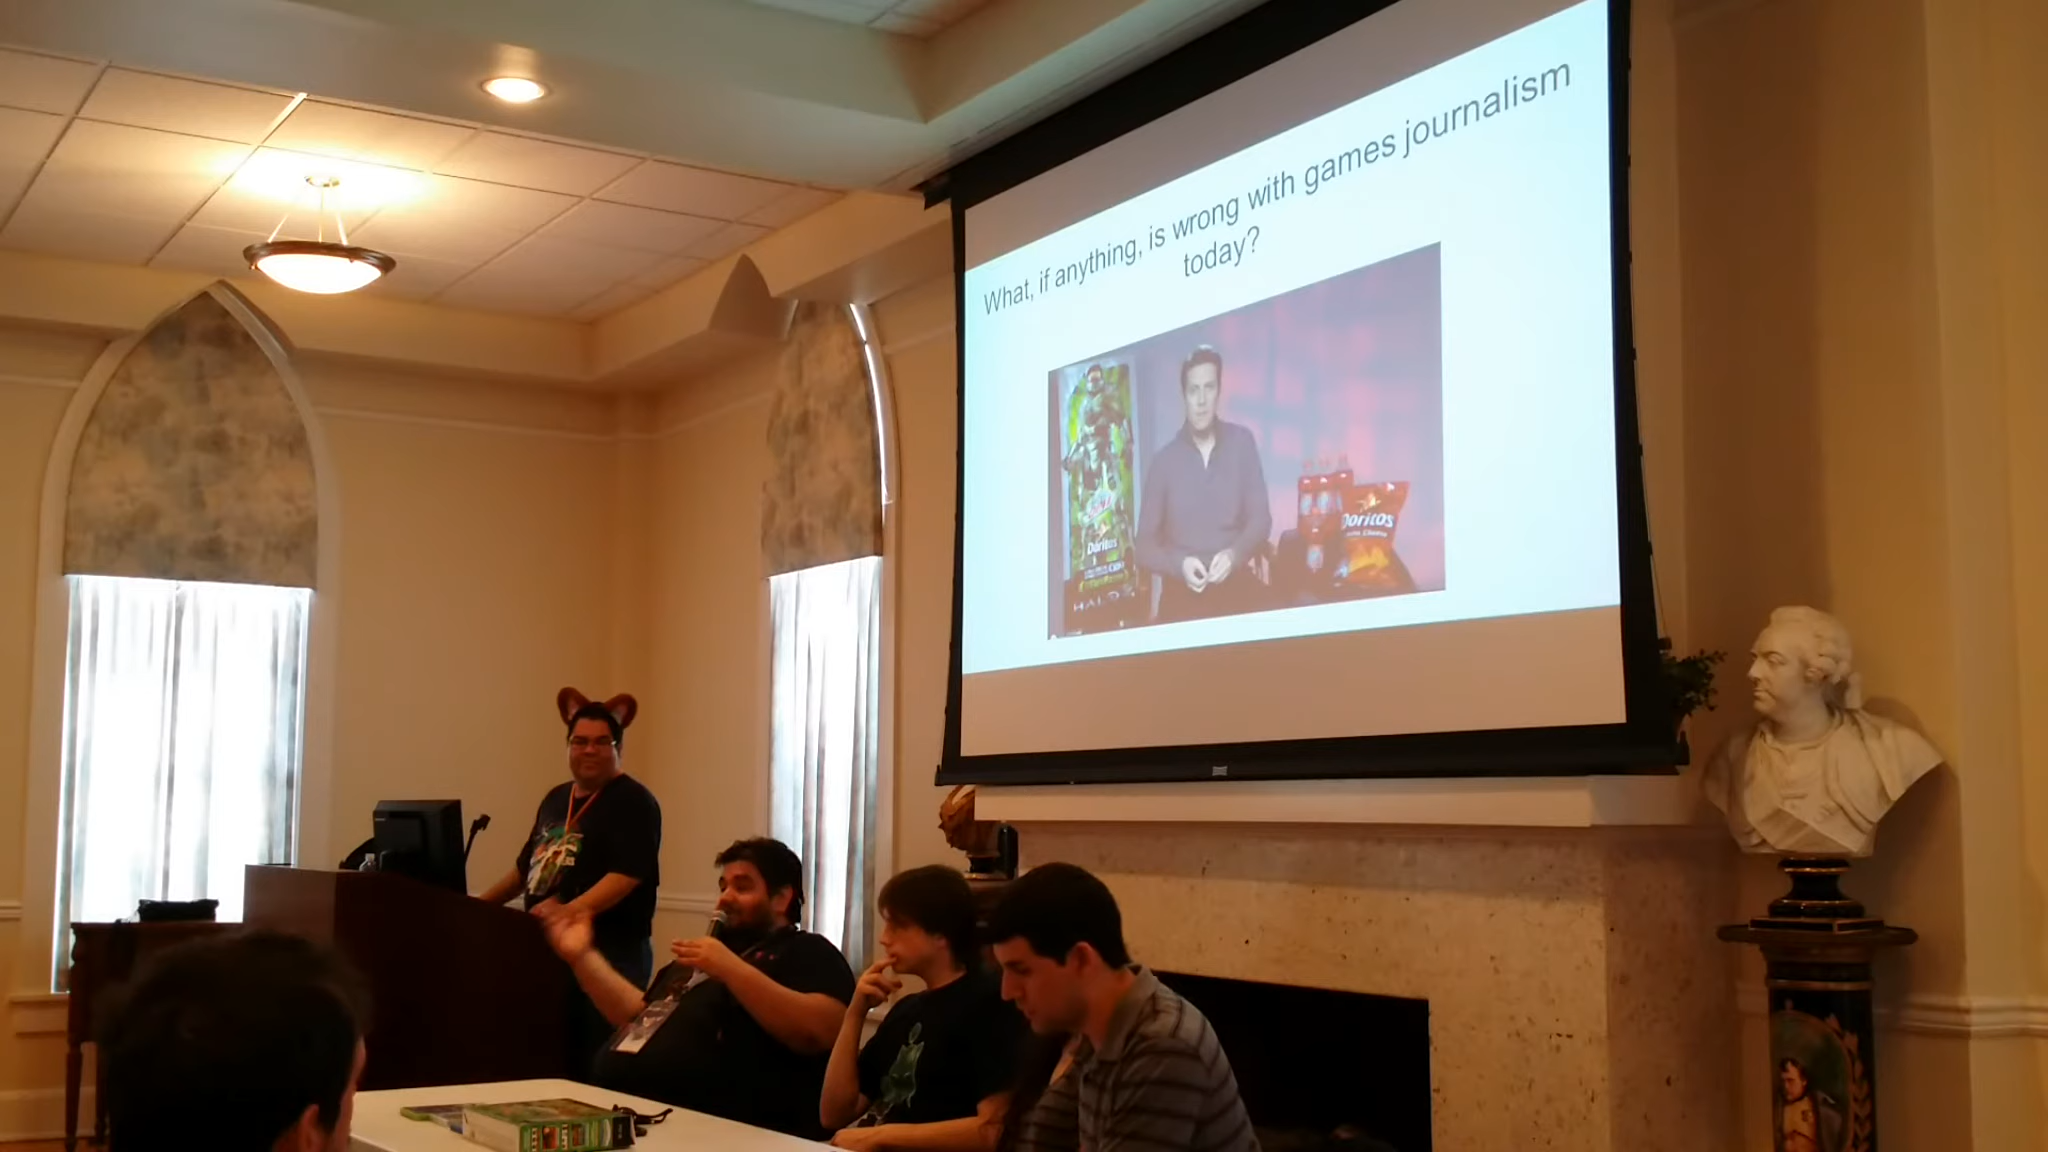 What, if anything, is wrong with games journalism
today?
Doritos
HALO
Doritos